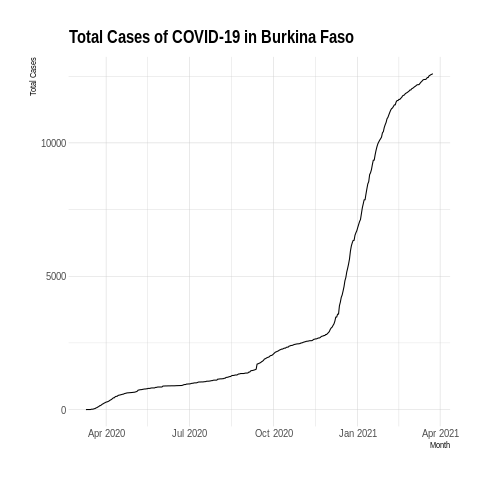 Total Cases of COVID-19 in Burkina Faso
Total Cases
10000
5000
0
Apr 2020 Jul 2020 Oct 2020 Jan 2021 Apr 2021
Month